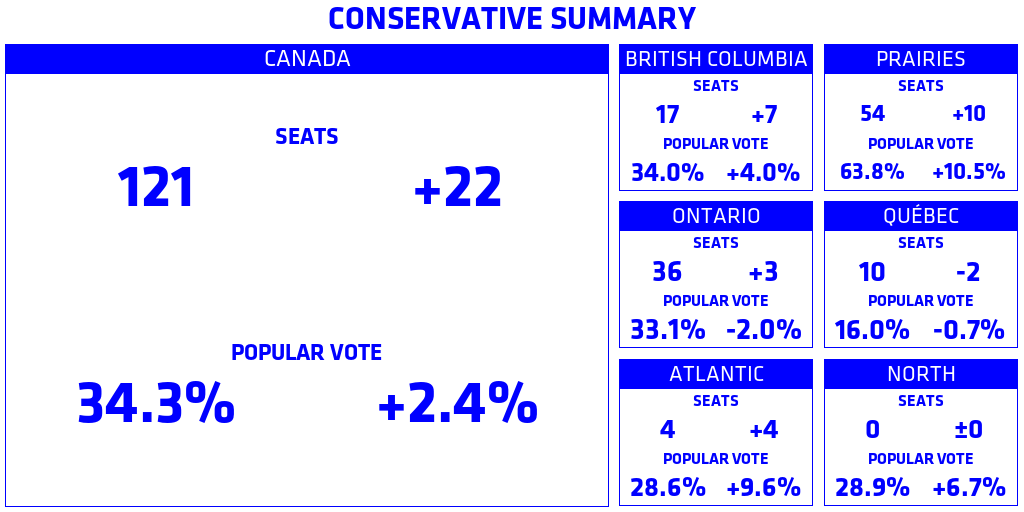 CONSERVATIVE SUMMARY
CANADA
SEATS
121 +22
POPULAR VOTE
34.3% +2.4%
BRITISH COLUMBIA
SEATS
17 +7
POPULAR VOTE
34.0% +4.0%
PRAIRIES
SEATS
54 +10
POPULAR VOTE
63.8% +10.5%
ONTARIO
SEATS
36 +3
POPULAR VOTE
33.1% -2.0%
QUÉBEC
SEATS
10 -2
POPULAR VOTE
16.0% -0.7%
ATLANTIC
SEATS
4 +4
POPULAR VOTE
28.6% +9.6%
NORTH
SEATS
0 ±0
POPULAR VOTE
28.9% +6.7%